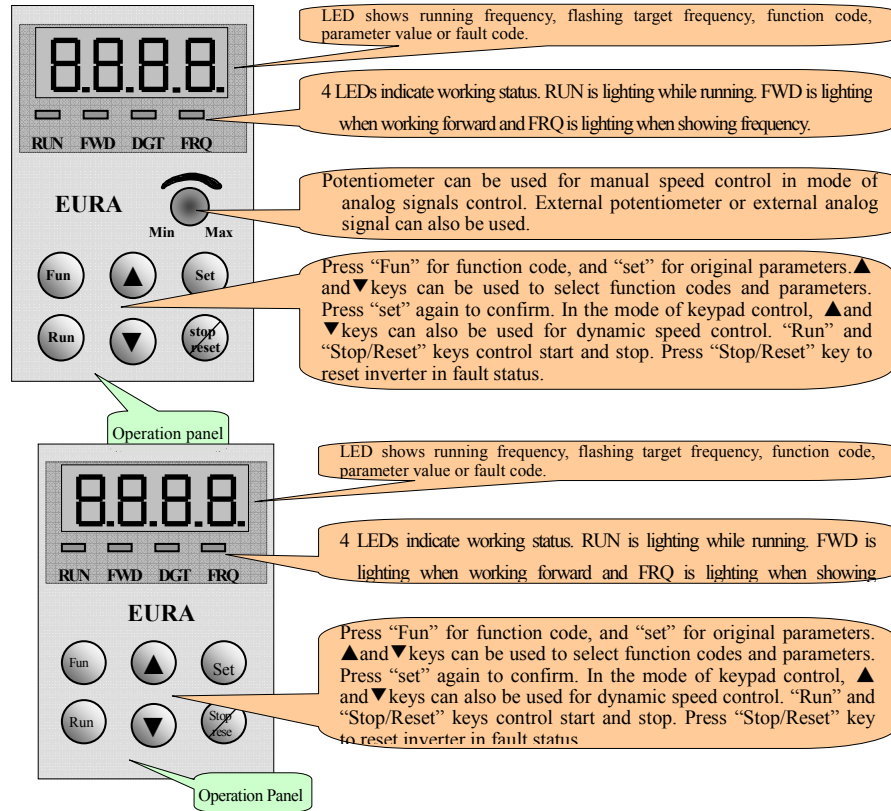 LED shows running frequency, flashing target frequency, function code,
parameter value or fault code.
8.8.8.8.
4 LEDs indicate working status. RUN is lighting while running. FWD is lighting
when working forward and FRQ is lighting when showing frequency.
RUN FWD DGT FRQ
Potentiometer can be used for manual speed control in mode of
analog signals control. External potentiometer or external analog
signal can also be used.
EURA
Min Max
Fun ▲ Set
Press “Fun” for function code, and “set” for original parameters.▲
and▼keys can be used to select function codes and parameters.
Press “set” again to confirm. In the mode of keypad control, ▲and
▼keys can also be used for dynamic speed control. “Run” and
“Stop/Reset” keys control start and stop. Press “Stop/Reset” key to
reset inverter in fault status.
Run ▼ stop
reset
Operation panel
LED shows running frequency, flashing target frequency, function code,
parameter value or fault code.
8.8.8.8.
4 LEDs indicate working status. RUN is lighting while running. FWD is
lighting when working forward and FRQ is lighting when showing
RUN FWD DGT FRQ
EURA
Press “Fun” for function code, and “set” for original parameters.
▲and▼keys can be used to select function codes and parameters.
Press “set” again to confirm. In the mode of keypad control, ▲
and▼keys can also be used for dynamic speed control. “Run” and
“Stop/Reset” keys control start and stop. Press “Stop/Reset” key
to reset inverter in fault status
Fun ▲ Set
Run ▼ Stop
rese
Operation Panel